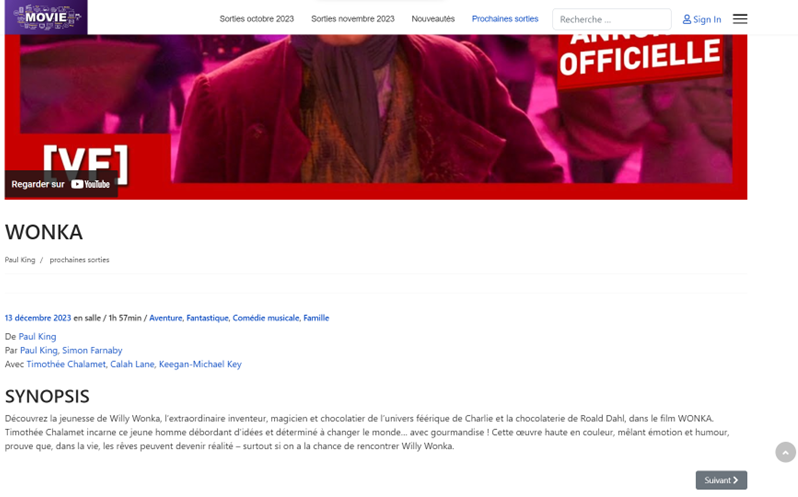 MOVIE
Sorties octobre 2023
Sorties novembre 2023
Nouveautés
Prochaines sorties
Recherche ...
Sign In
OFFICIELLE
[VF]
Regarder sur YouTube
WONKA
Paul King / prochaines sorties
13 décembre 2023 en salle / 1h 57min / Aventure, Fantastique, Comédie musicale, Famille
De Paul King
Par Paul King, Simon Farnaby
Avec Timothée Chalamet, Calah Lane, Keegan-Michael Key
SYNOPSIS
Découvrez la jeunesse de Willy Wonka, l'extraordinaire inventeur, magicien et chocolatier de l'univers féérique de Charlie et la chocolaterie de Roald Dahl, dans le film WONKA.
Timothée Chalamet incarne ce jeune homme débordant d'idées et déterminé à changer le monde... avec gourmandise ! Cette œuvre haute en couleur, mêlant émotion et humour,
prouve que, dans la vie, les rêves peuvent devenir réalité – surtout si on a la chance de rencontrer Willy Wonka.
Suivant